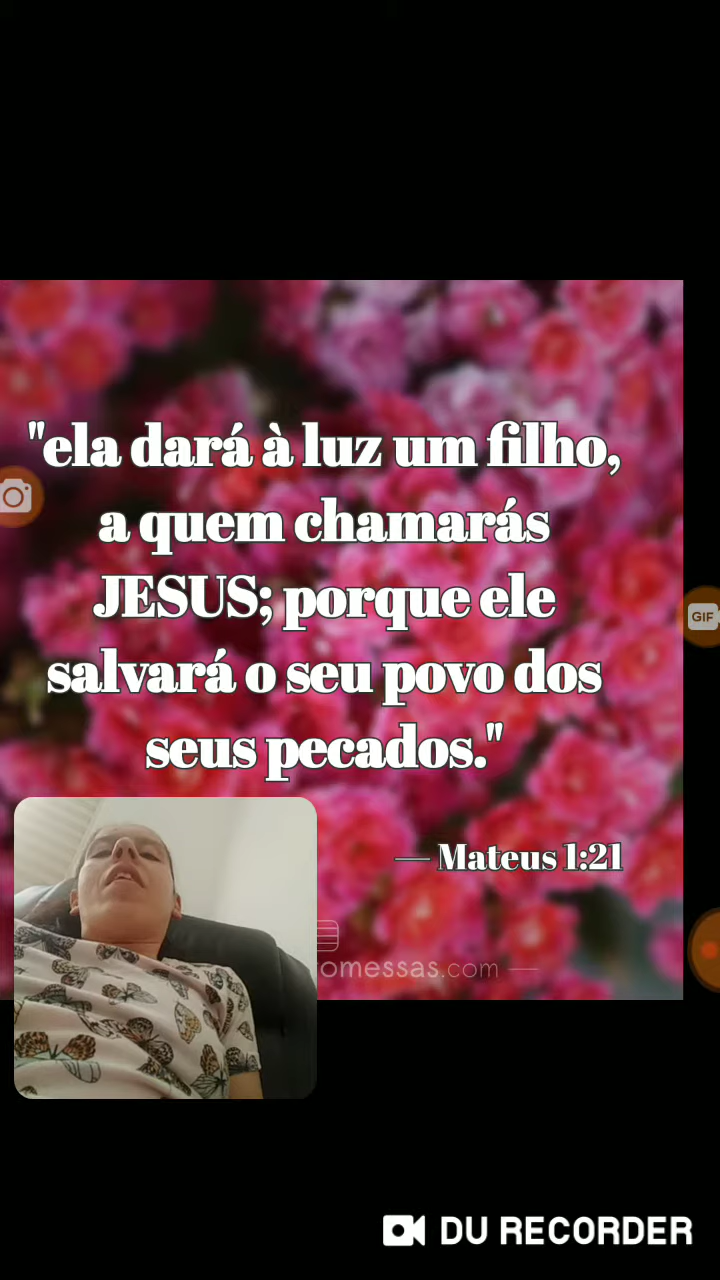 "ela dará à luz um filho,
a quem chamarás
JESUS; porque ele
salvará o seu povo dos
seus pecados."
— Mateus 1:21
omessas.com —
GIF
DU RECORDER